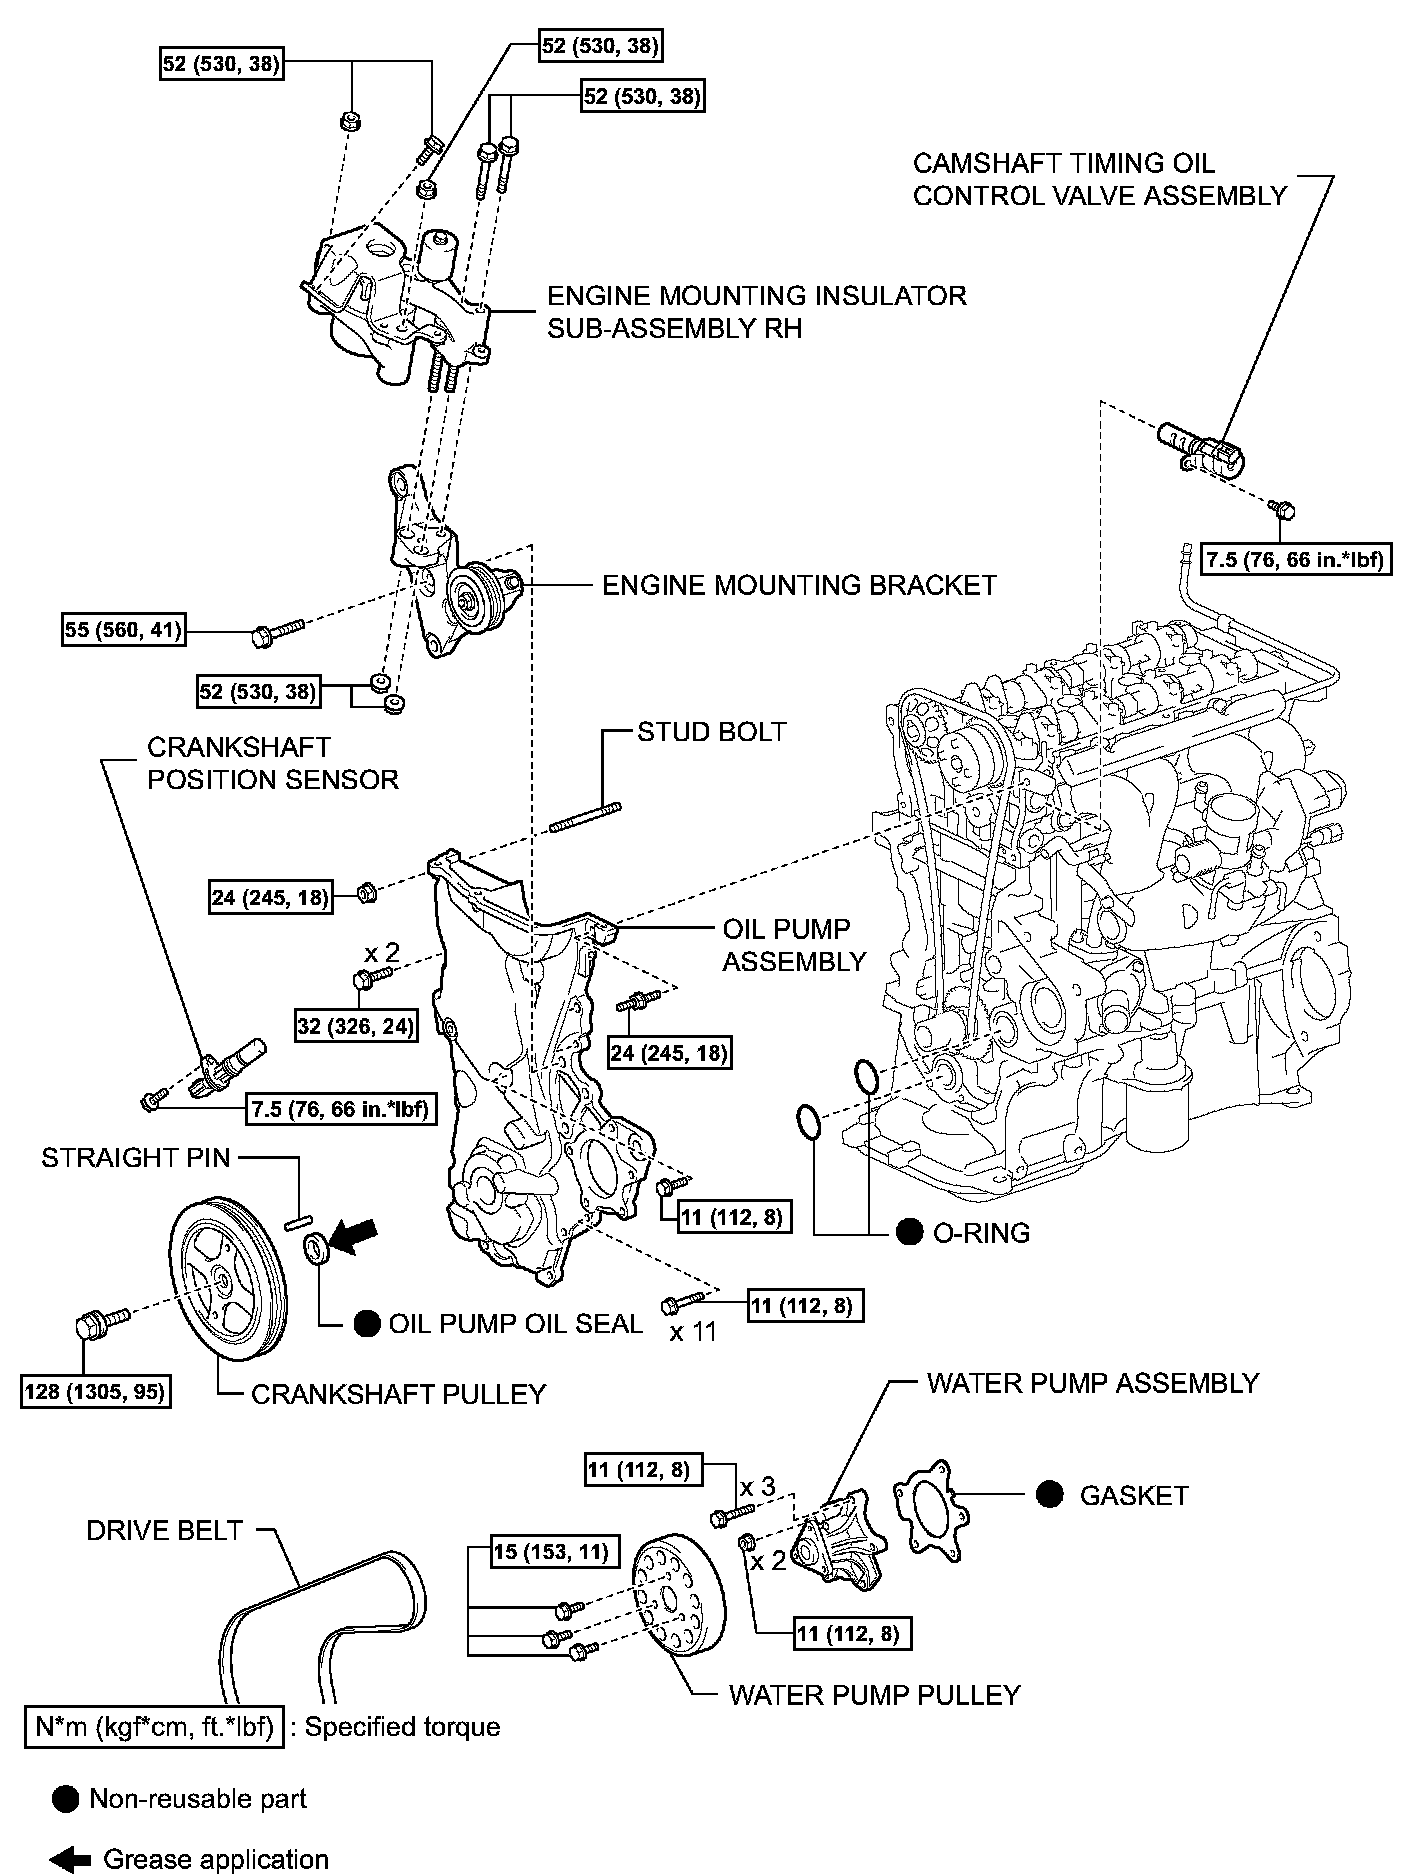 52 (530, 38)
52 (530, 38)
52 (530, 38)
CAMSHAFT TIMING OIL
CONTROL VALVE ASSEMBLY
ENGINE MOUNTING INSULATOR
SUB-ASSEMBLY RH
7.5 (76, 66 in.*lbf)
ENGINE MOUNTING BRACKET
55 (560, 41)
52 (530, 38)
STUD BOLT
CRANKSHAFT
POSITION SENSOR
24 (245, 18)
OIL PUMP
ASSEMBLY
x 2
32 (326, 24)
24 (245, 18)
7.5 (76, 66 in.*lbf)
STRAIGHT PIN
11 (112, 8)
O-RING
11 (112, 8)
x 11
OIL PUMP OIL SEAL
128 (1305, 95)
CRANKSHAFT PULLEY
WATER PUMP ASSEMBLY
11 (112, 8)
x 3
GASKET
DRIVE BELT
15 (153, 11)
x 2
11 (112, 8)
WATER PUMP PULLEY
N*m (kgf*cm, ft.*lbf) : Specified torque
Non-reusable part
Grease application